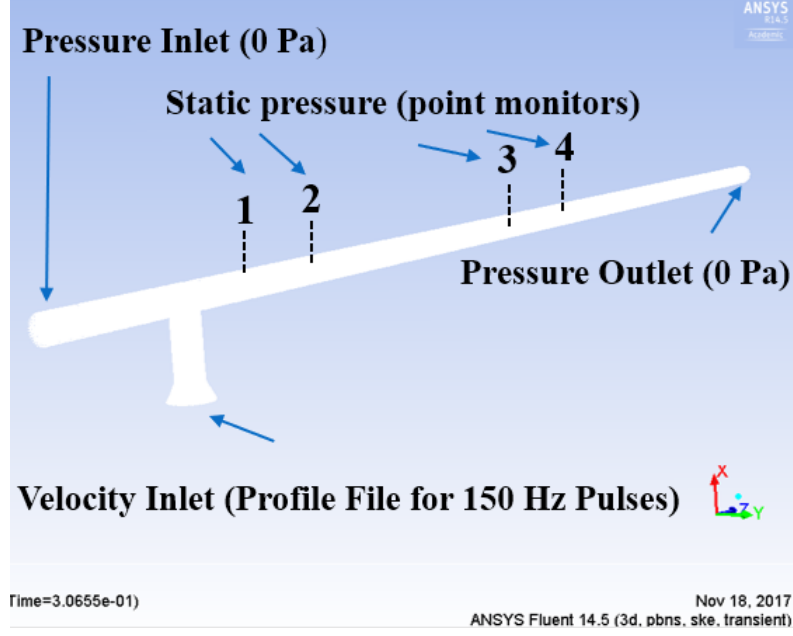 ANSYS
R14.5
Academic
Pressure Inlet (0 Pa)
Static pressure (point monitors)
1
2
3
4
Pressure Outlet (0 Pa)
Velocity Inlet (Profile File for 150 Hz Pulses)
X
Z
Y
Time=3.0655e-01)
Nov 18, 2017
ANSYS Fluent 14.5 (3d, pbns, ske, transient)